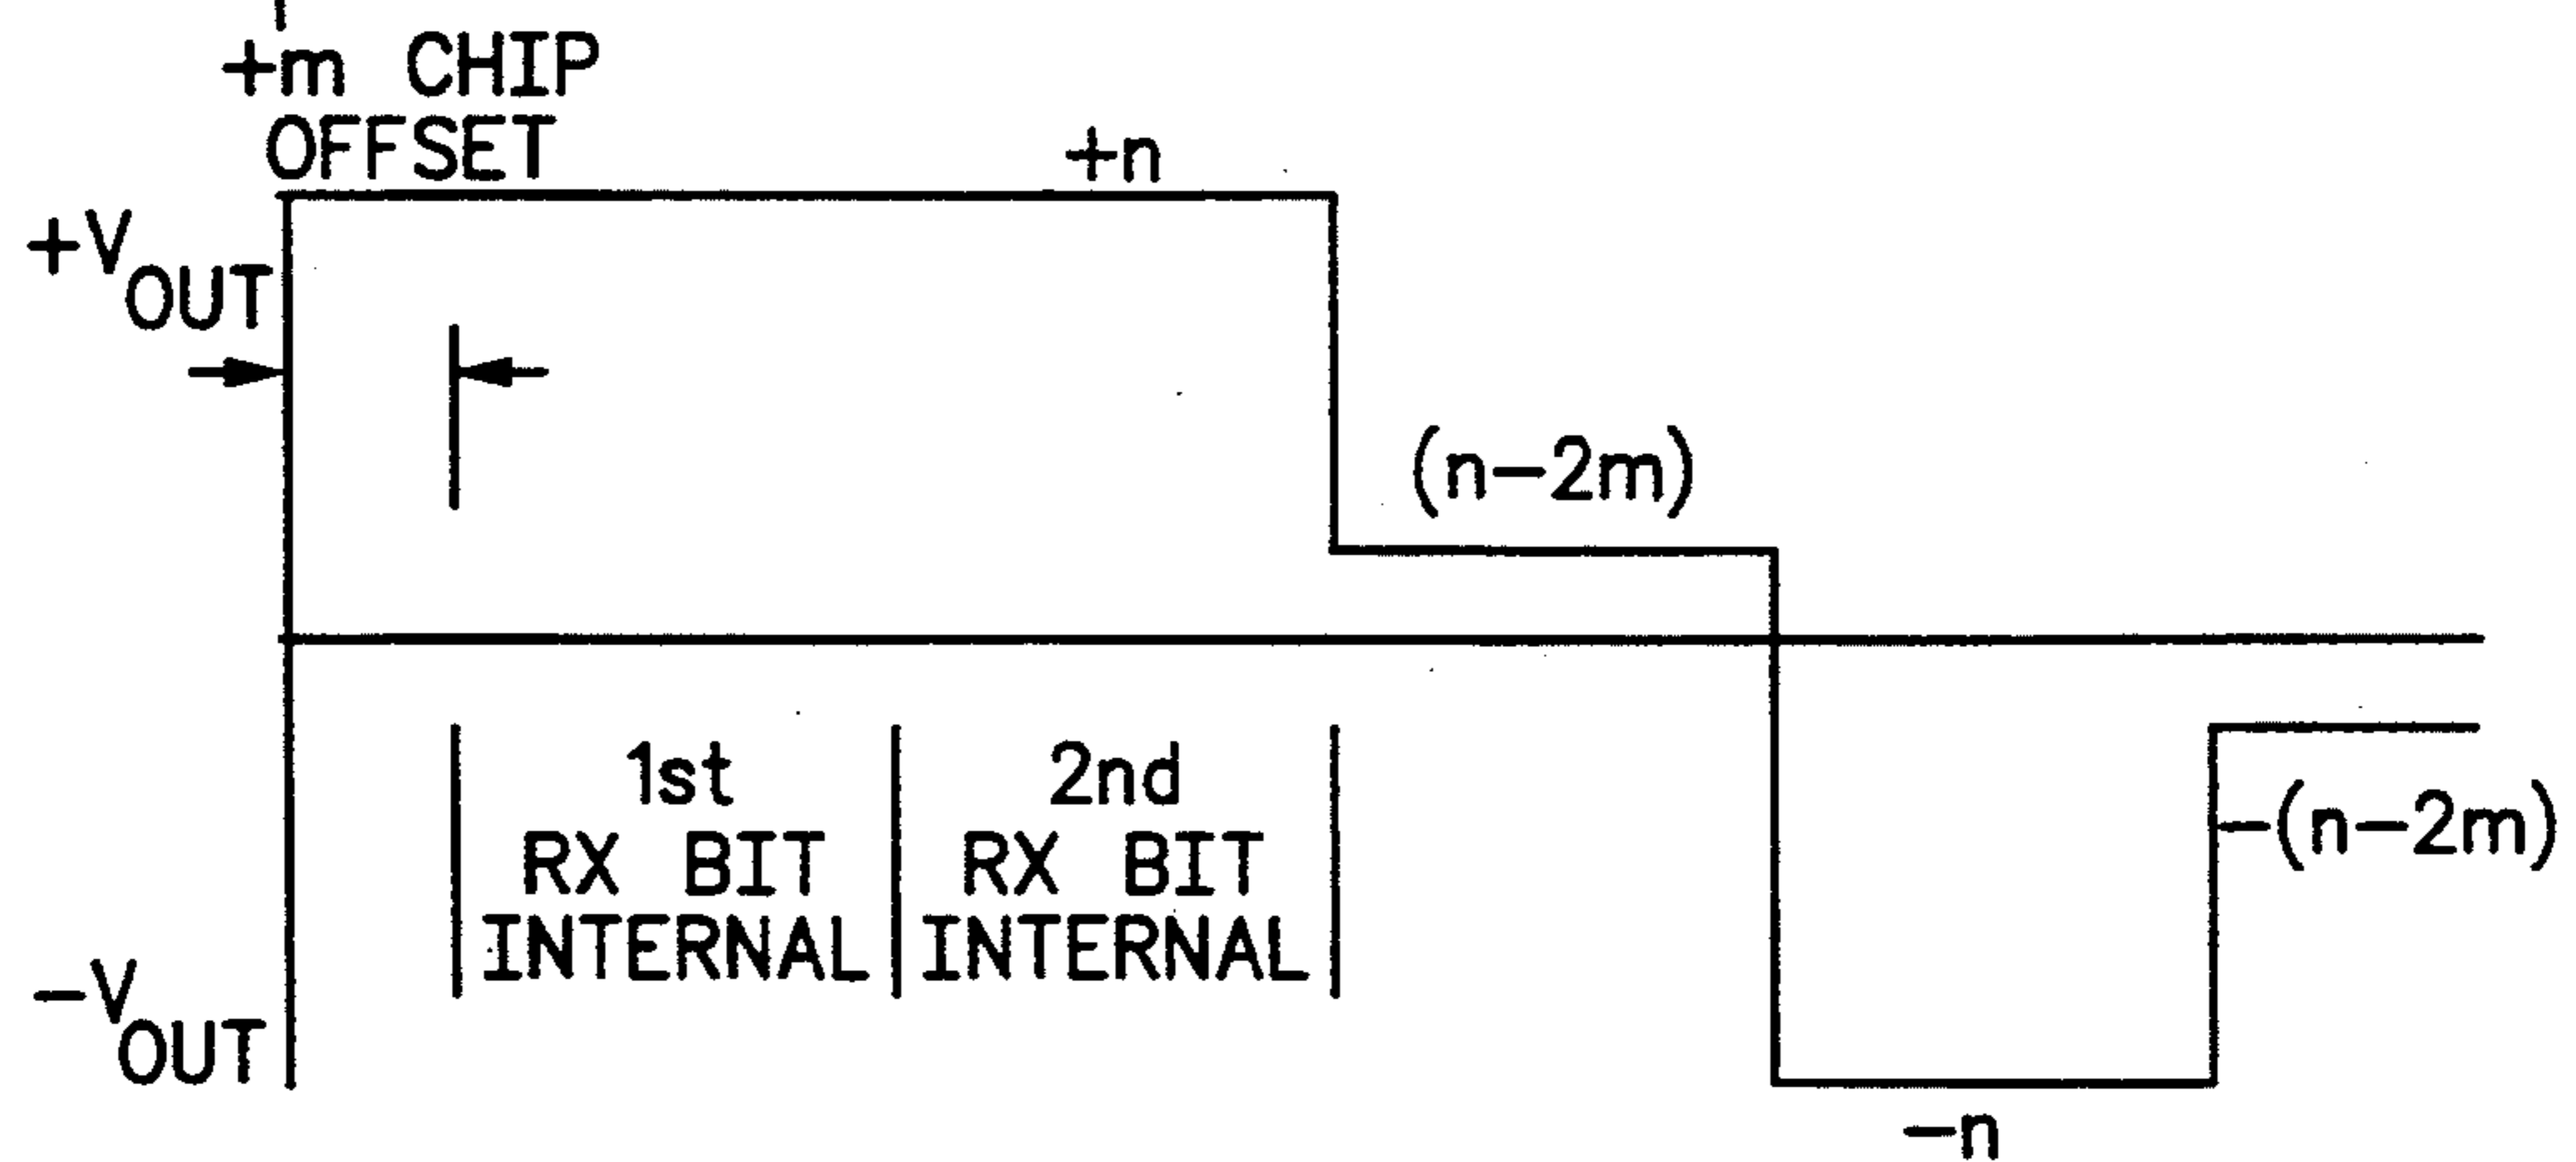 +m CHIP
OFFSET
+n
+V OUT
(n-2m)
1st
RX BIT
INTERNAL
2nd
RX BIT
INTERNAL
-(n-2m)
-V OUT
-n